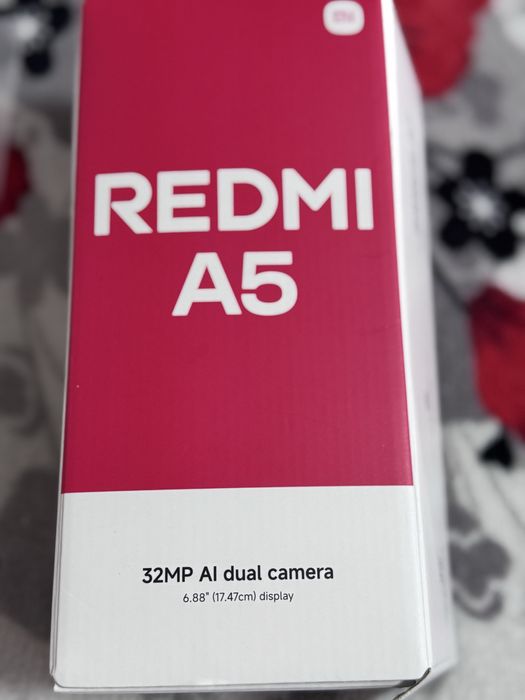 REDMI
A5
32MP AI dual camera
6.88" (17.47cm) display